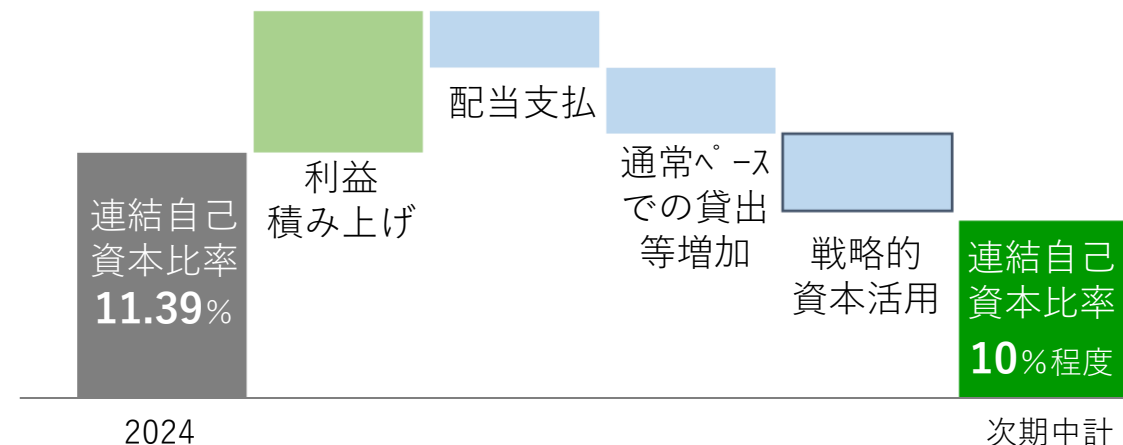 連結自己
資本比率
11.39%
利益
積み上げ
配当支払
通常ﾍﾟｰｽ
での貸出
等増加
戦略的
資本活用
連結自己
資本比率
10%程度
2024
次期中計